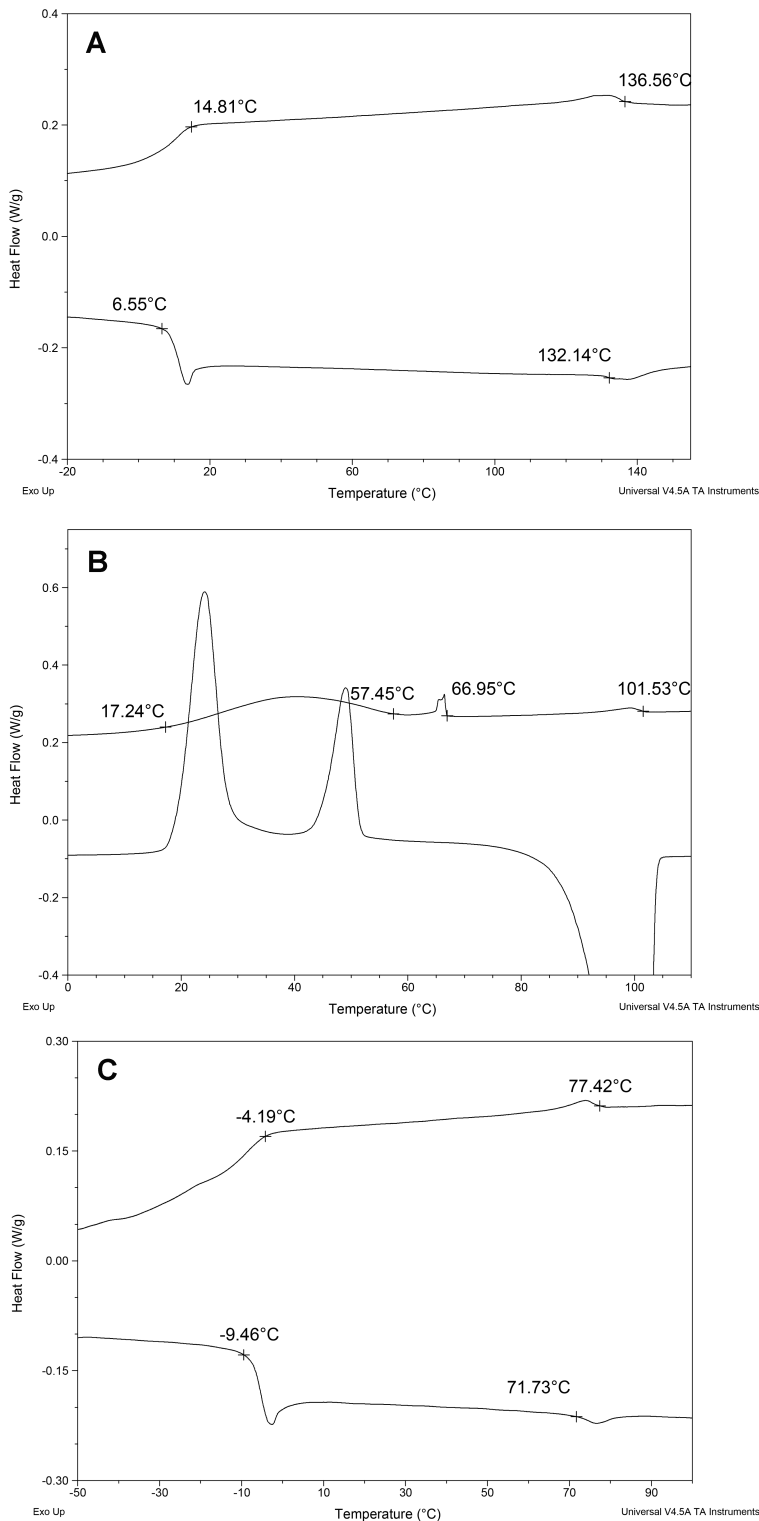 A
0.4
0.2
0.0
-0.2
-0.4
Heat Flow (W/g)
14.81°C
136.56°C
6.55°C
132.14°C
-20
20
60
100
140
Exo Up
Temperature (°C)
Universal V4.5A TA Instruments
B
0.6
0.4
0.2
0.0
-0.2
-0.4
Heat Flow (W/g)
17.24°C
57.45°C
66.95°C
101.53°C
0
20
40
60
80
100
Exo Up
Temperature (°C)
Universal V4.5A TA Instruments
C
0.30
0.15
0.00
-0.15
-0.30
Heat Flow (W/g)
-4.19°C
77.42°C
-9.46°C
71.73°C
-50
-30
-10
10
30
50
70
90
Exo Up
Temperature (°C)
Universal V4.5A TA Instruments